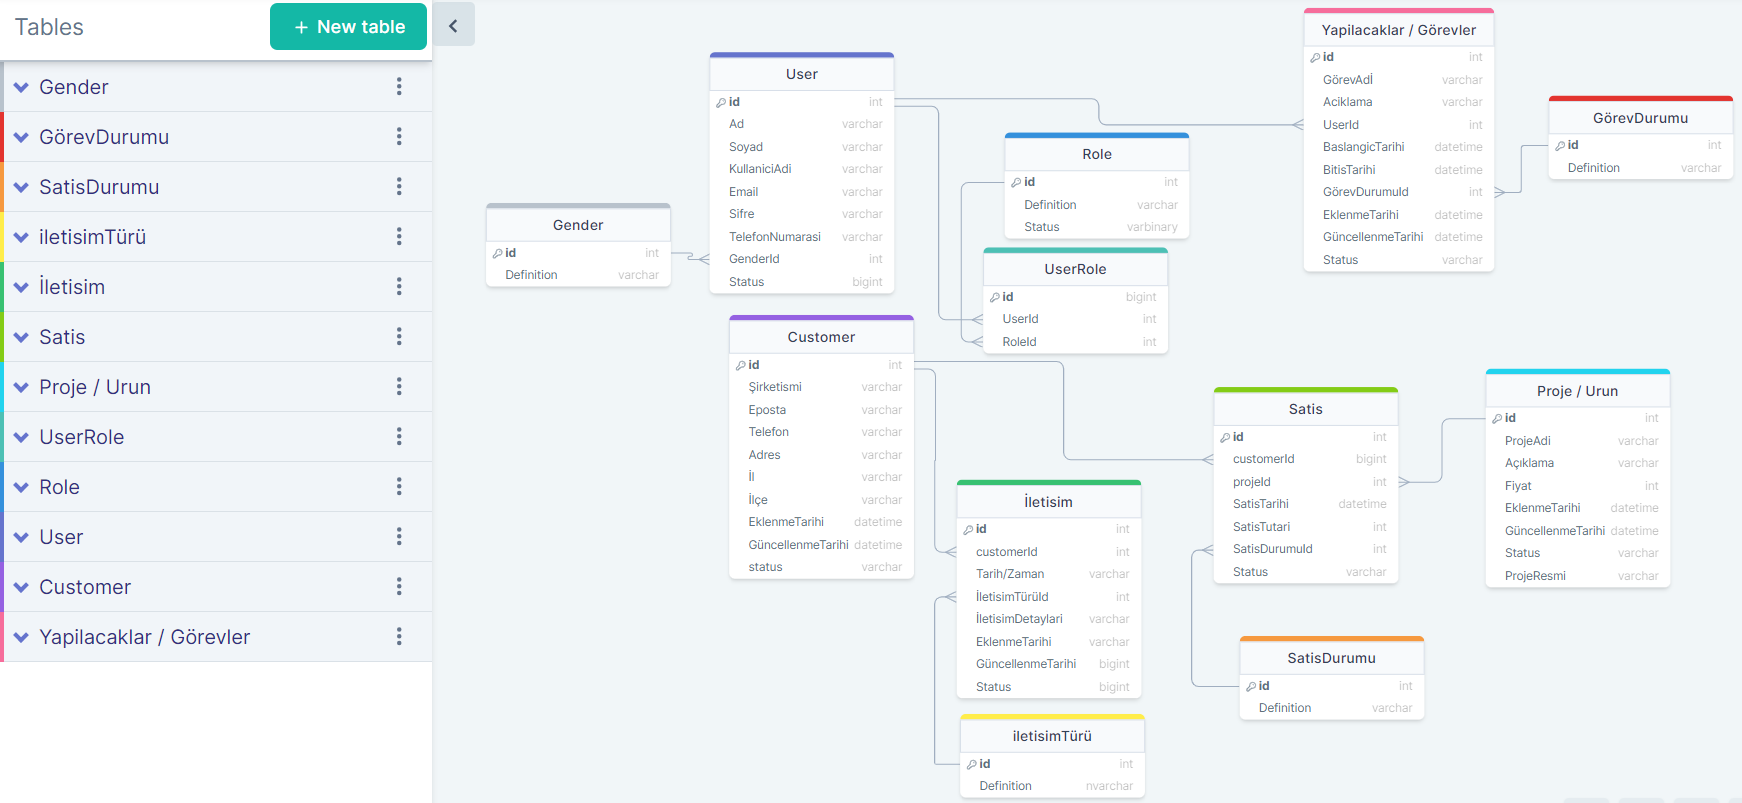 Tables
+ New table
Gender
GörevDurumu
SatisDurumu
iletisimTürü
İletisim
Satis
Proje / Urun
UserRole
Role
User
Customer
Yapilacaklar / Görevler
Gender
id int
Definition varchar
User
id int
Ad varchar
Soyad varchar
KullaniciAdi varchar
Email varchar
Sifre varchar
TelefonNumarasi varchar
GenderId int
Status bigint
Role
id int
Definition varchar
Status varbinary
UserRole
id bigint
UserId int
RoleId int
Yapilacaklar / Görevler
id int
GörevAdİ varchar
Aciklama varchar
UserId int
BaslangicTarihi datetime
BitisTarihi datetime
GörevDurumuId int
EklenmeTarihi datetime
GüncellenmeTarihi datetime
Status varchar
GörevDurumu
id int
Definition varchar
Customer
id int
Şirketismi varchar
Eposta varchar
Telefon varchar
Adres varchar
İl varchar
İlçe varchar
EklenmeTarihi datetime
GüncellenmeTarihi datetime
status varchar
İletisim
id int
customerId int
Tarih/Zaman varchar
İletisimTürüId int
İletisimDetaylari varchar
EklenmeTarihi varchar
GüncellenmeTarihi bigint
Status bigint
iletisimTürü
id int
Definition nvarchar
Satis
id int
customerId bigint
projeId int
SatisTarihi datetime
SatisTutari int
SatisDurumuId int
Status varchar
Proje / Urun
id int
ProjeAdi varchar
Açıklama varchar
Fiyat int
EklenmeTarihi datetime
GüncellenmeTarihi datetime
Status varchar
ProjeResmi varchar
SatisDurumu
id int
Definition varchar